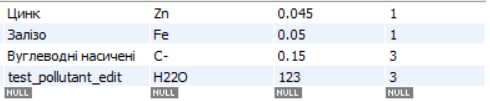 Цинк Zn 0.045 1
Залізо Fe 0.05 1
Вуглеводні насичені C- 0.15 3
test_pollutant_edit H22O 123 3
NULL NULL NULL NULL